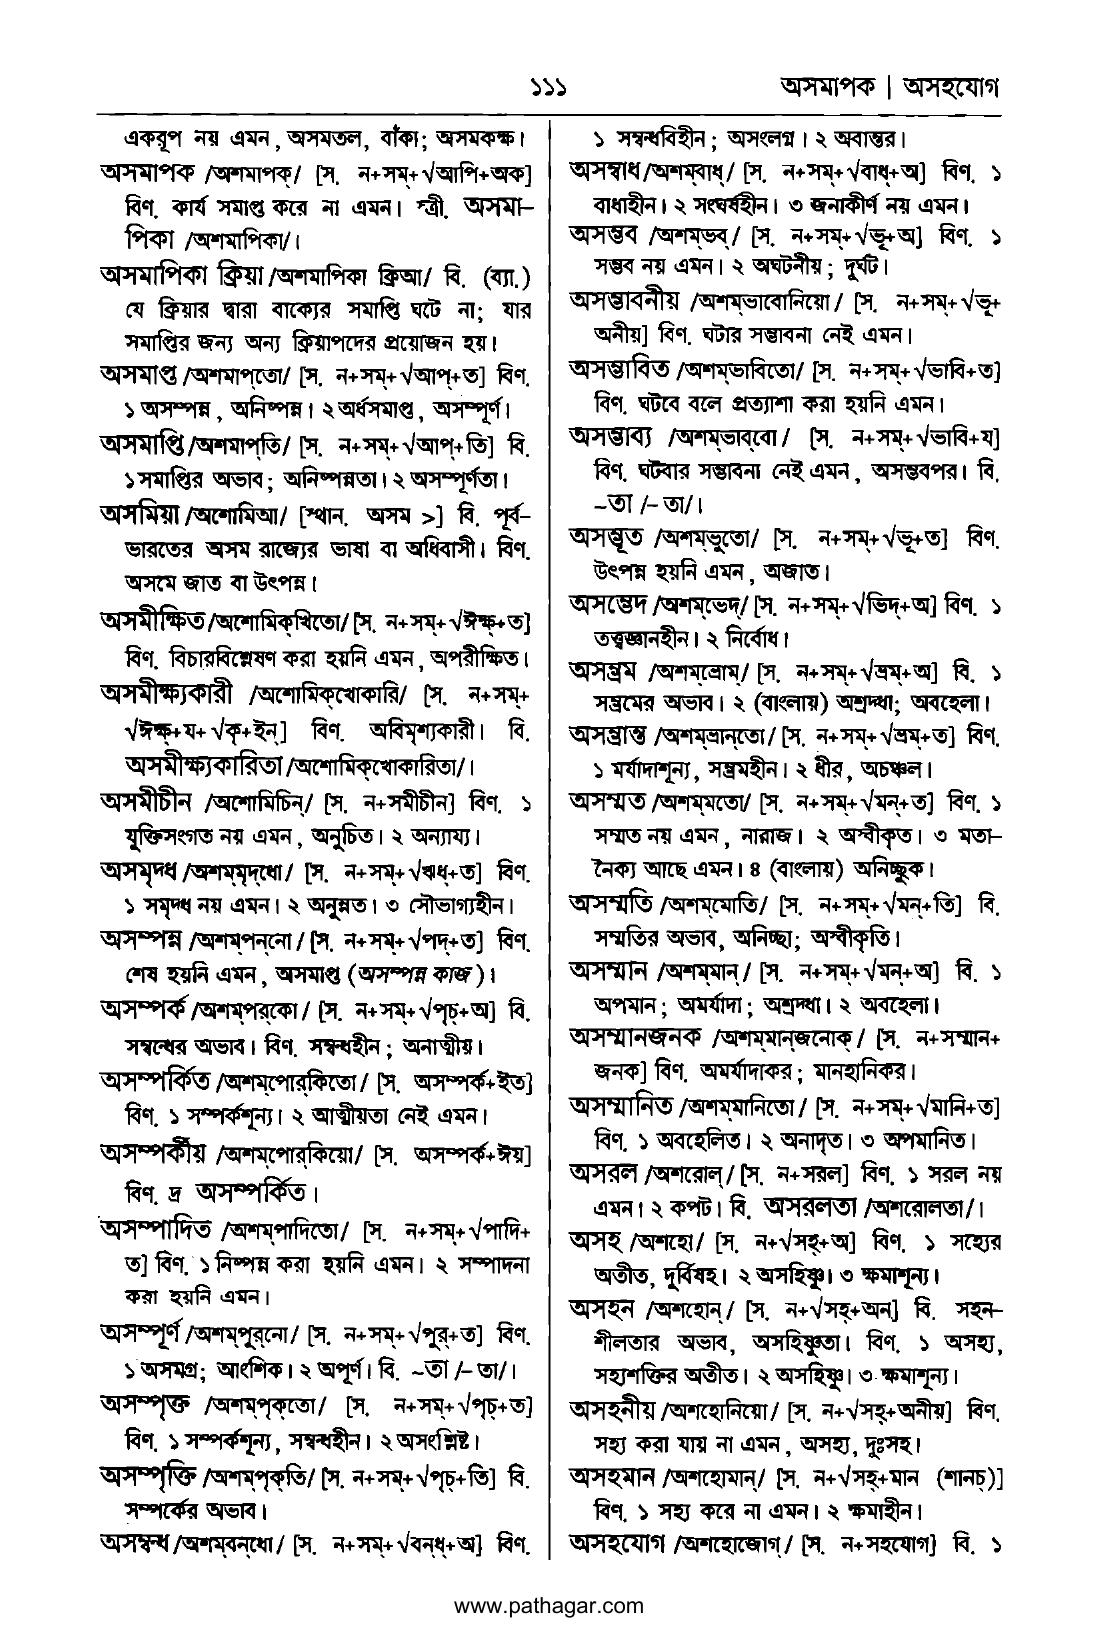 ১১১
অসমাপক | অসহযোগ
একরূপ নয় এমন, অসমতল, বাঁকা; অসমকক্ষ।
অসমাপক /অশমাপক্/ [স. ন+সম্+√আপি+অক]
বিণ. কার্য সমাপ্ত করে না এমন। স্ত্রী. অসমা–
পিকা /অশমাপিকা/।
অসমাপিকা ক্রিয়া /অশমাপিকা ক্রিআ/ বি. (ব্যা.)
যে ক্রিয়ার দ্বারা বাক্যের সমাপ্তি ঘটে না; যার
সমাপ্তির জন্য অন্য ক্রিয়াপদের প্রয়োজন হয়।
অসমাপ্ত /অশমাপ্‌তো/ [স. ন+সম্+√আপ্+ত] বিণ.
১ অসম্পন্ন, অনিষ্পন্ন। ২ অর্ধসমাপ্ত, অসম্পূর্ণ।
অসমাপ্তি /অশমাপ্‌তি/ [স. ন+সম্+√আপ্+তি] বি.
১ সমাপ্তির অভাব; অনিষ্পন্নতা। ২ অসম্পূর্ণতা।
অসমিয়া /অশোমিআ/ [স্থান. অসম >] বি. পূর্ব–
ভারতের অসম রাজ্যের ভাষা বা অধিবাসী। বিণ.
অসমে জাত বা উৎপন্ন।
অসমীক্ষিত /অশোমিক্‌খিতো/ [স. ন+সম্+√ঈক্ষ্+ত]
বিণ. বিচারবিশ্লেষণ করা হয়নি এমন, অপরীক্ষিত।
অসমীক্ষ্যকারী /অশোমিক্‌খোকারি/ [স. ন+সম্+
√ঈক্ষ্+য+√কৃ+ইন্] বিণ. অবিমৃশ্যকারী। বি.
অসমীক্ষ্যকারিতা /অশোমিক্‌খোকারিতা/।
অসমীচীন /অশোমিচিন্/ [স. ন+সমীচীন] বিণ. ১
যুক্তিসংগত নয় এমন, অনুচিত। ২ অন্যায্য।
অসমৃদ্ধ /অশম্‌মৃদ্‌ধো/ [স. ন+সম্+√ঋধ্+ত] বিণ.
১ সমৃদ্ধ নয় এমন। ২ অনুন্নত। ৩ সৌভাগ্যহীন।
অসম্পন্ন /অশম্‌পন্‌নো/ [স. ন+সম্+√পদ্+ত] বিণ.
শেষ হয়নি এমন, অসমাপ্ত (অসম্পন্ন কাজ)।
অসম্পর্ক /অশম্‌পর্‌কো/ [স. ন+সম্+√পৃচ্+অ] বি.
সম্বন্ধের অভাব। বিণ. সম্বন্ধহীন; অনাত্মীয়।
অসম্পর্কিত /অশম্‌পোর্‌কিতো/ [স. অসম্পর্ক+ইত]
বিণ. ১ সম্পর্কশূন্য। ২ আত্মীয়তা নেই এমন।
অসম্পর্কীয় /অশম্‌পোর্‌কিয়ো/ [স. অসম্পর্ক+ঈয়]
বিণ. দ্র অসম্পর্কিত।
অসম্পাদিত /অশম্‌পাদিতো/ [স. ন+সম্+√পাদি+
ত] বিণ. ১ নিষ্পন্ন করা হয়নি এমন। ২ সম্পাদনা
করা হয়নি এমন।
অসম্পূর্ণ /অশম্‌পুর্‌নো/ [স. ন+সম্+√পুর্+ত] বিণ.
১ অসমগ্র; আংশিক। ২ অপূর্ণ। বি. ~তা /–তা/।
অসম্পৃক্ত /অশম্‌পৃক্‌তো/ [স. ন+সম্+√পৃচ্+ত]
বিণ. ১ সম্পর্কশূন্য, সম্বন্ধহীন। ২ অসংশ্লিষ্ট।
অসম্পৃক্তি /অশম্‌পৃক্‌তি/ [স. ন+সম্+√পৃচ্+তি] বি.
সম্পর্কের অভাব।
অসম্বন্ধ /অশম্‌বন্‌ধো/ [স. ন+সম্+√বন্‌ধ্+অ] বিণ.
১ সম্বন্ধবিহীন; অসংলগ্ন। ২ অবান্তর।
অসম্বাধ /অশম্‌বাধ্/ [স. ন+সম্+√বাধ্+অ] বিণ. ১
বাধাহীন। ২ সংঘর্ষহীন। ৩ জনাকীর্ণ নয় এমন।
অসম্ভব /অশম্‌ভব্/ [স. ন+সম্+√ভূ+অ] বিণ. ১
সম্ভব নয় এমন। ২ অঘটনীয়; দুর্ঘট।
অসম্ভাবনীয় /অশম্‌ভাবোনিয়ো/ [স. ন+সম্+√ভূ+
অনীয়] বিণ. ঘটার সম্ভাবনা নেই এমন।
অসম্ভাবিত /অশম্‌ভাবিতো/ [স. ন+সম্+√ভাবি+ত]
বিণ. ঘটবে বলে প্রত্যাশা করা হয়নি এমন।
অসম্ভাব্য /অশম্‌ভাব্‌বো/ [স. ন+সম্+√ভাবি+য]
বিণ. ঘটবার সম্ভাবনা নেই এমন, অসম্ভবপর। বি.
~তা /–তা/।
অসম্ভূত /অশম্‌ভুতো/ [স. ন+সম্+√ভূ+ত] বিণ.
উৎপন্ন হয়নি এমন, অজাত।
অসম্ভেদ /অশম্‌ভেদ্/ [স. ন+সম্+√ভিদ্+অ] বিণ. ১
তত্ত্বজ্ঞানহীন। ২ নির্বোধ।
অসম্ভ্রম /অশম্‌ভ্রোম্/ [স. ন+সম্+√ভ্রম্+অ] বি. ১
সম্ভ্রমের অভাব। ২ (বাংলায়) অশ্রদ্ধা; অবহেলা।
অসম্ভ্রান্ত /অশম্‌ভ্রান্‌তো/ [স. ন+সম্+√ভ্রম্+ত] বিণ.
১ মর্যাদাশূন্য, সম্ভ্রমহীন। ২ ধীর, অচঞ্চল।
অসম্মত /অশম্‌মতো/ [স. ন+সম্+√মন্+ত] বিণ. ১
সম্মত নয় এমন, নারাজ। ২ অস্বীকৃত। ৩ মতা–
নৈক্য আছে এমন। ৪ (বাংলায়) অনিচ্ছুক।
অসম্মতি /অশম্‌মোতি/ [স. ন+সম্+√মন্+তি] বি.
সম্মতির অভাব, অনিচ্ছা; অস্বীকৃতি।
অসম্মান /অশম্‌মান্/ [স. ন+সম্+√মন্+অ] বি. ১
অপমান; অমর্যাদা; অশ্রদ্ধা। ২ অবহেলা।
অসম্মানজনক /অশম্‌মান্‌জনোক্/ [স. ন+সম্মান+
জনক] বিণ. অমর্যাদাকর; মানহানিকর।
অসম্মানিত /অশম্‌মানিতো/ [স. ন+সম্+√মানি+ত]
বিণ. ১ অবহেলিত। ২ অনাদৃত। ৩ অপমানিত।
অসরল /অশরোল্/ [স. ন+সরল] বিণ. ১ সরল নয়
এমন। ২ কপট। বি. অসরলতা /অশরোলতা/।
অসহ /অশহো/ [স. ন+√সহ্+অ] বিণ. ১ সহ্যের
অতীত, দুর্বিষহ। ২ অসহিষ্ণু। ৩ ক্ষমাশূন্য।
অসহন /অশহোন্/ [স. ন+√সহ্+অন্] বি. সহন–
শীলতার অভাব, অসহিষ্ণুতা। বিণ. ১ অসহ্য,
সহ্যশক্তির অতীত। ২ অসহিষ্ণু। ৩ ক্ষমাশূন্য।
অসহনীয় /অশহোনিয়ো/ [স. ন+√সহ্+অনীয়] বিণ.
সহ্য করা যায় না এমন, অসহ্য, দুঃসহ।
অসহমান /অশহোমান্/ [স. ন+√সহ্+মান (শানচ্)]
বিণ. ১ সহ্য করে না এমন। ২ ক্ষমাহীন।
অসহযোগ /অশহোজোগ্/ [স. ন+সহযোগ] বি. ১
www.pathagar.com